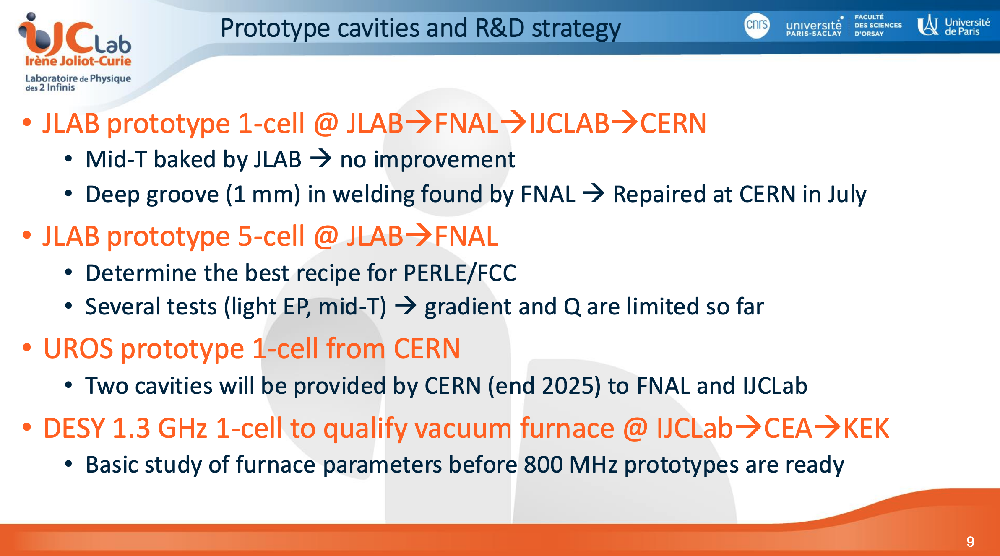 IJCLab
Irène Joliot-Curie
Laboratoire de Physique
des 2 Infinis
Prototype cavities and R&D strategy
cnrs
université
PARIS-SACLAY
FACULTÉ
DES SCIENCES
D'ORSAY
Université
de Paris
• JLAB prototype 1-cell @ JLAB→FNAL→IJCLAB→CERN
• Mid-T baked by JLAB → no improvement
• Deep groove (1 mm) in welding found by FNAL → Repaired at CERN in July
• JLAB prototype 5-cell @ JLAB→FNAL
• Determine the best recipe for PERLE/FCC
• Several tests (light EP, mid-T) → gradient and Q are limited so far
• UROS prototype 1-cell from CERN
• Two cavities will be provided by CERN (end 2025) to FNAL and IJCLab
• DESY 1.3 GHz 1-cell to qualify vacuum furnace @ IJCLab→CEA→KEK
• Basic study of furnace parameters before 800 MHz prototypes are ready
9